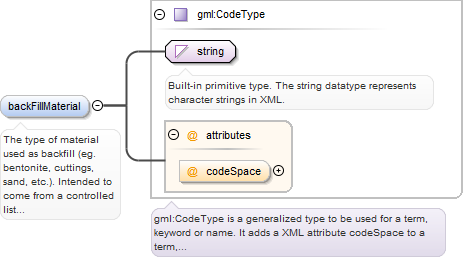 gml:CodeType
string
Built-in primitive type. The string datatype represents
character strings in XML.
backFillMaterial
The type of material
used as backfill (eg.
bentonite, cuttings,
sand, etc.). Intended to
come from a controlled
list...
@ attributes
@ codeSpace
gml:CodeType is a generalized type to be used for a term,
keyword or name. It adds a XML attribute codeSpace to a
term,...